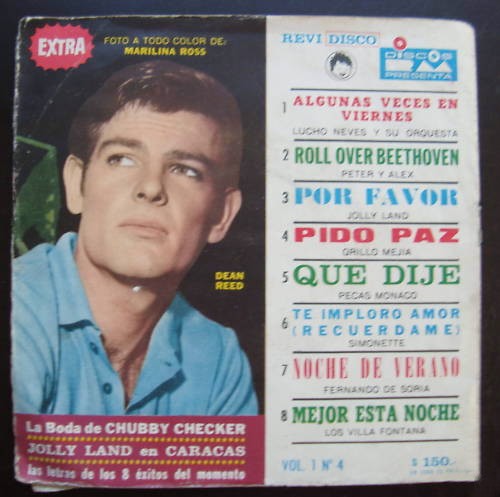 EXTRA
FOTO A TODO COLOR DE:
MARILINA ROSS
DEAN
REED
La Boda de CHUBBY CHECKER
JOLLY LAND en CARACAS
las letras de los 8 éxitos del momento
REVI DISCO
DISCOS
RM
PRESENTA
1 ALGUNAS VECES EN
VIERNES
LUCHO NEVES Y SU ORQUESTA
2 ROLL OVER BEETHOVEN
PETER Y ALEX
3 POR FAVOR
JOLLY LAND
4 PIDO PAZ
GRILLO MEJIA
5 QUE DIJE
PECAS MONACO
6 TE IMPLORO AMOR
(RECUERDAME)
SIMONETTE
7 NOCHE DE VERANO
FERNANDO DE SORIA
8 MEJOR ESTA NOCHE
LOS VILLA FONTANA
VOL. 1 Nº 4
$ 150.-